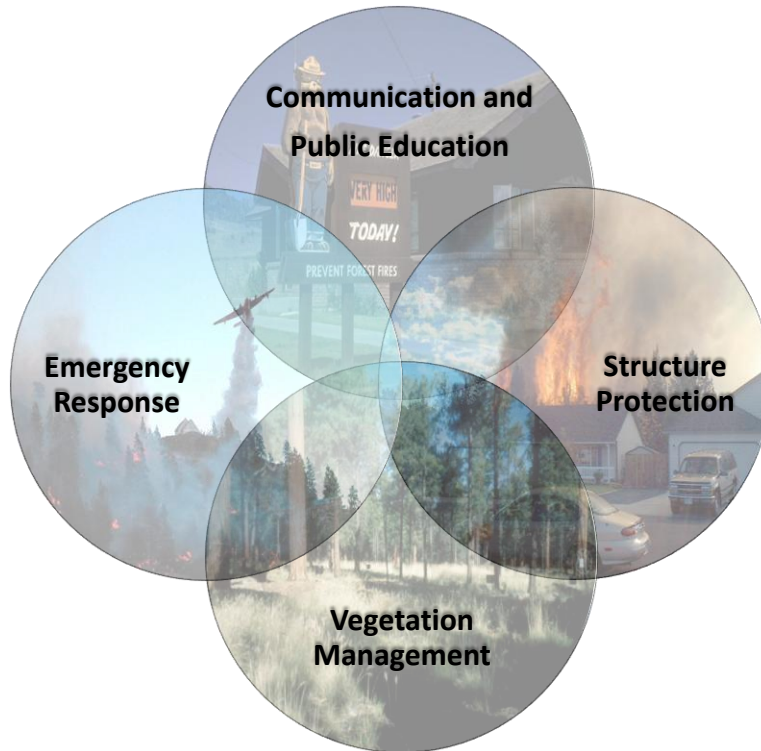 Communication and
Public Education
VERY HIGH
TODAY!
PREVENT FOREST FIRES
Emergency
Response
Structure
Protection
Vegetation
Management